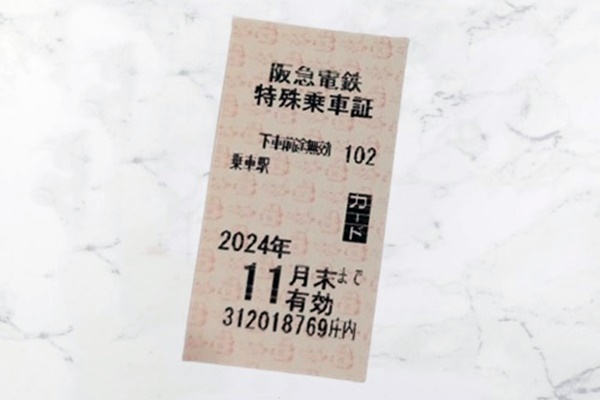 阪急電鉄
特殊乗車証
下車前途無効 102
乗車駅
カード
2024年
11月末まで
有効
312018769庄内